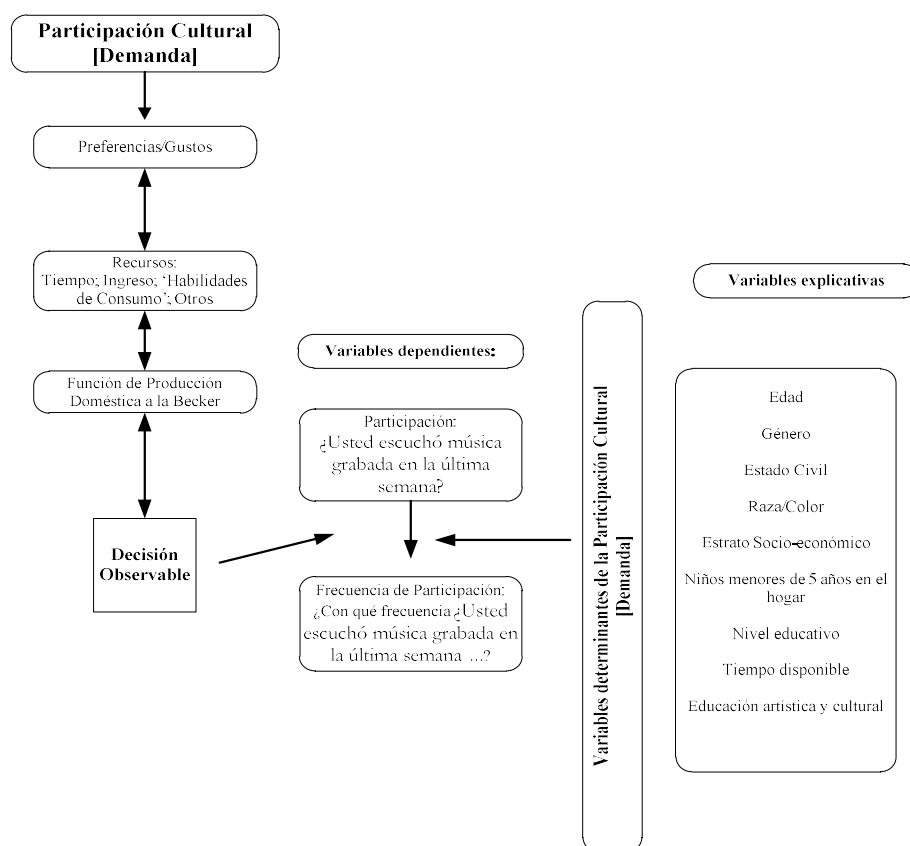 Participación Cultural
[Demanda]
Preferencias/Gustos
Recursos:
Tiempo; Ingreso; ‘Habilidades
de Consumo’; Otros
Función de Producción
Doméstica a la Becker
Decisión
Observable
Variables dependientes:
Participación:
¿Usted escuchó música
grabada en la última
semana?
Frecuencia de Participación:
¿Con qué frecuencia ¿Usted
escuchó música grabada en
la última semana ...?
Variables determinantes de la Participación Cultural
[Demanda]
Variables explicativas
Edad
Género
Estado Civil
Raza/Color
Estrato Socio-económico
Niños menores de 5 años en el
hogar
Nivel educativo
Tiempo disponible
Educación artística y cultural